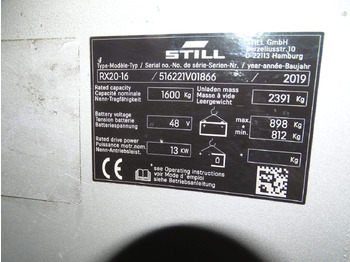 STILL
STILL GmbH
Berzeliusstr.10
D-22113 Hamburg
Type-Modèle-Typ / Serial no.-No. de série-Serien-Nr. / year-année-Baujahr
RX20-16 / 516221V01866 / 2019
Rated capacity
Capacité nominale
Nenn-Tragfähigkeit
1600 Kg
Unladen mass
Masse à vide
Leergewicht
2391 Kg
Battery voltage
Tension batterie
Batteriespannung
48 V
max 898 Kg
min 812 Kg
Rated drive power
Puissance motr.nom.
Nenn-Antriebsleist.
13 KW
CE
*see Operating instructions
*voir Mode d'emploi
*siehe Betriebsanleitung